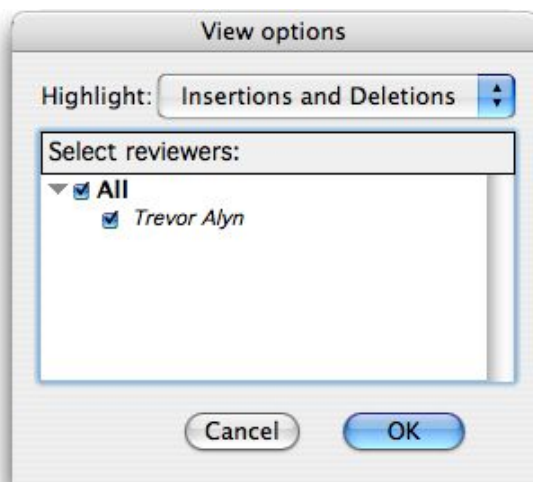 View options
Highlight: Insertions and Deletions
Select reviewers:
All
Trevor Alyn
Cancel OK